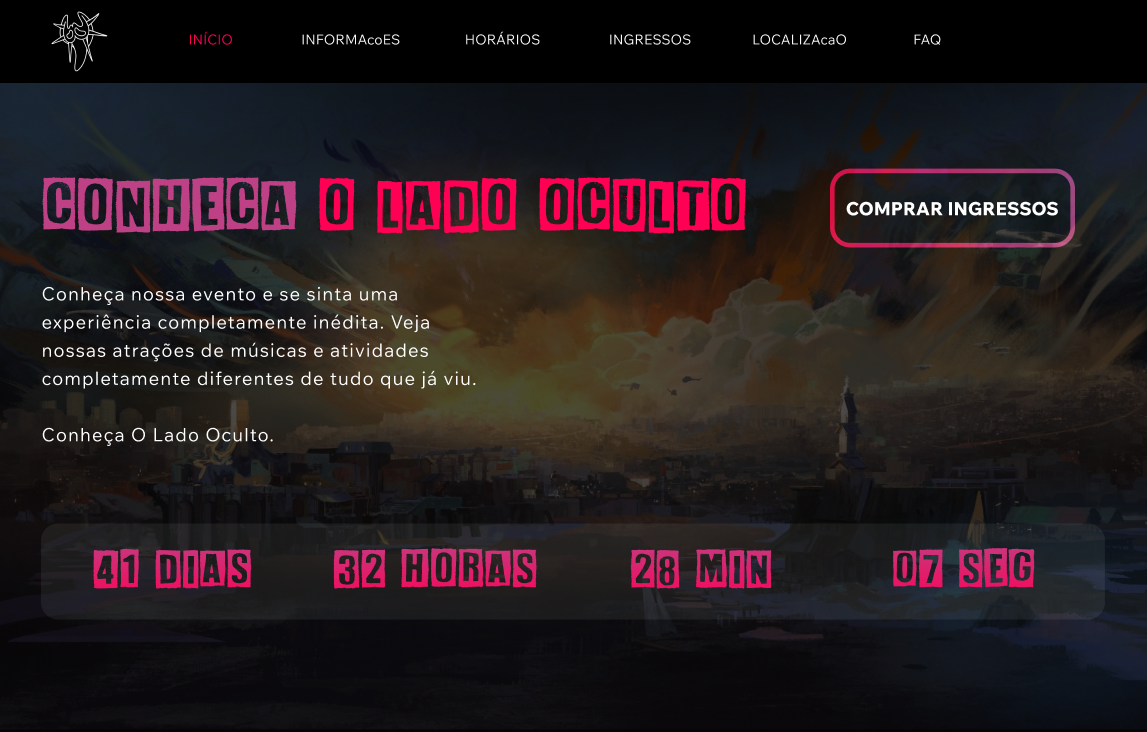 INÍCIO INFORMAcoES HORÁRIOS INGRESSOS LOCALIZAcaO FAQ
CONHECA O LADO OCULTO
COMPRAR INGRESSOS
Conheça nossa evento e se sinta uma
experiência completamente inédita. Veja
nossas atrações de músicas e atividades
completamente diferentes de tudo que já viu.
Conheça O Lado Oculto.
41 DIAS 32 HORAS 28 MIN 07 SEG